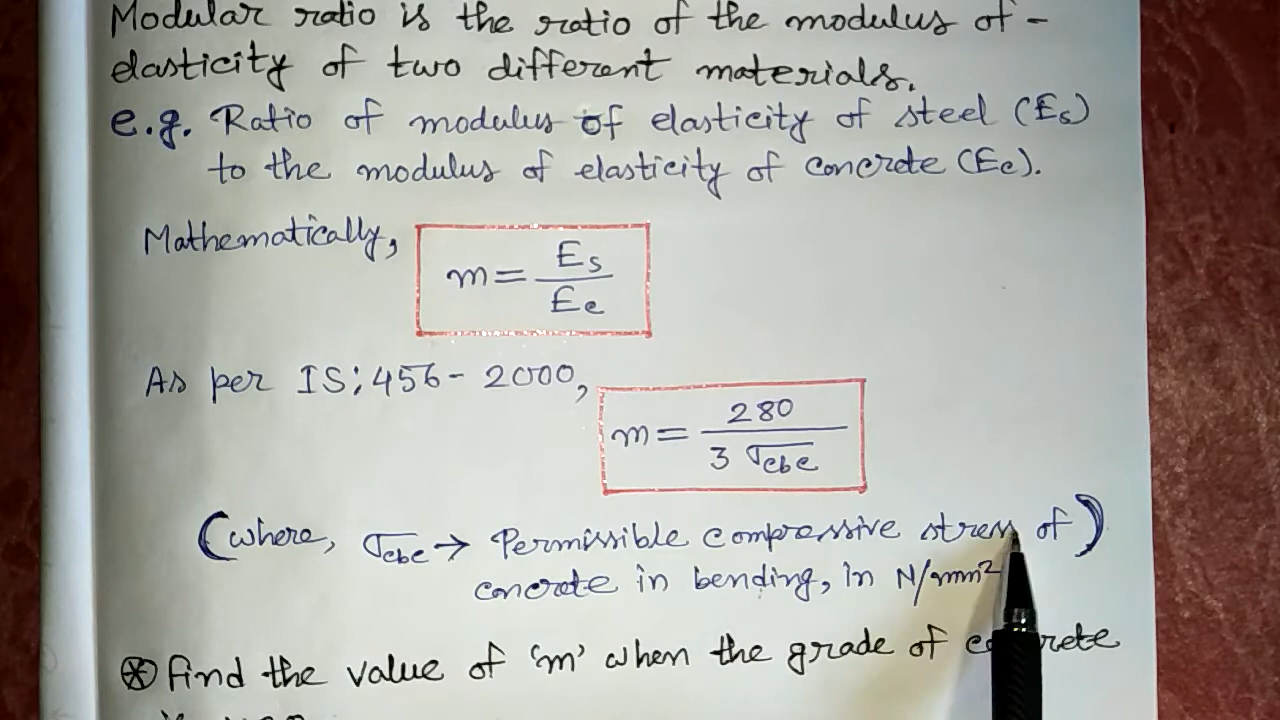 Modular ratio is the ratio of the modulus of -
elasticity of two different materials.
e.g. Ratio of modulus of elasticity of steel (Es)
to the modulus of elasticity of concrete (Ec).
Mathematically, m = Es / Ec
As per IS:456-2000,
m = 280 / 3 σcbc
(where, σcbc → Permissible compressive stress of)
concrete in bending, in N/mm²
⊛ Find the value of 'm' when the grade of concrete